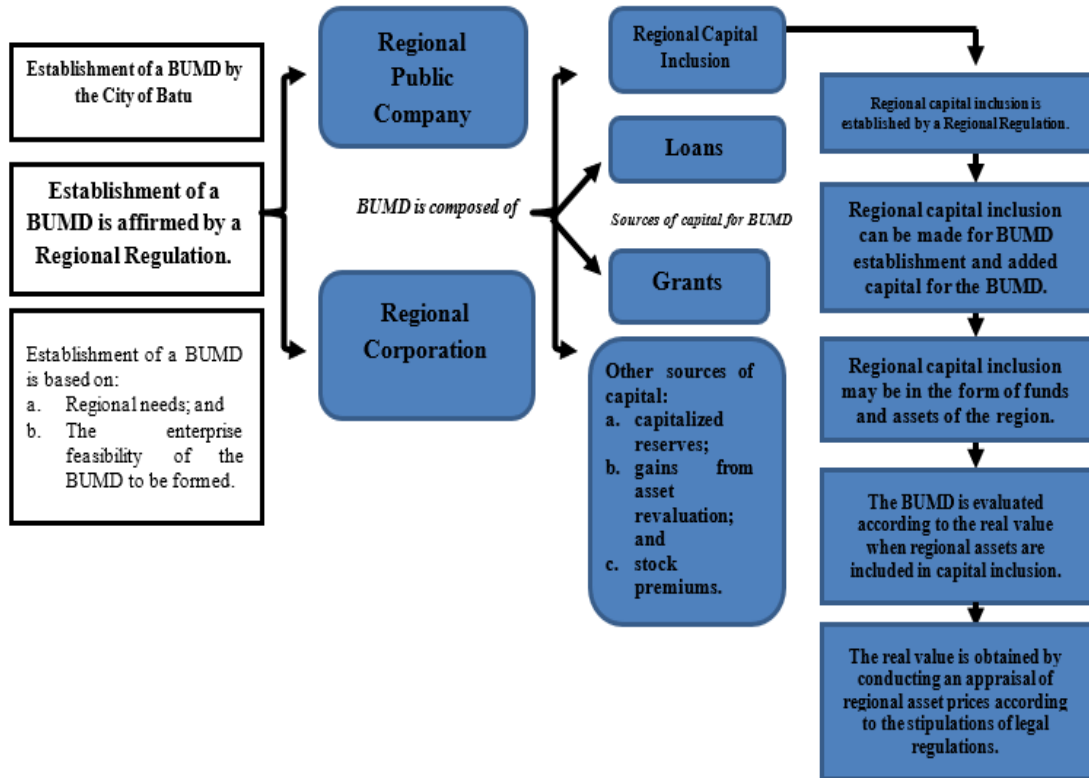 Establishment of a BUMD by
the City of Batu
Establishment of a
BUMD is affirmed by a
Regional Regulation.
Establishment of a BUMD
is based on:
a. Regional needs; and
b. The enterprise
feasibility of the
BUMD to be formed.
Regional
Public
Company
BUMD is composed of
Regional
Corporation
Regional Capital
Inclusion
Loans
Sources of capital for BUMD
Grants
Other sources of
capital:
a. capitalized
reserves;
b. gains from
asset
revaluation;
and
c. stock
premiums.
Regional capital inclusion is
established by a Regional Regulation.
Regional capital inclusion
can be made for BUMD
establishment and added
capital for the BUMD.
Regional capital inclusion
may be in the form of funds
and assets of the region.
The BUMD is evaluated
according to the real value
when regional assets are
included in capital inclusion.
The real value is obtained by
conducting an appraisal of
regional asset prices according
to the stipulations of legal
regulations.